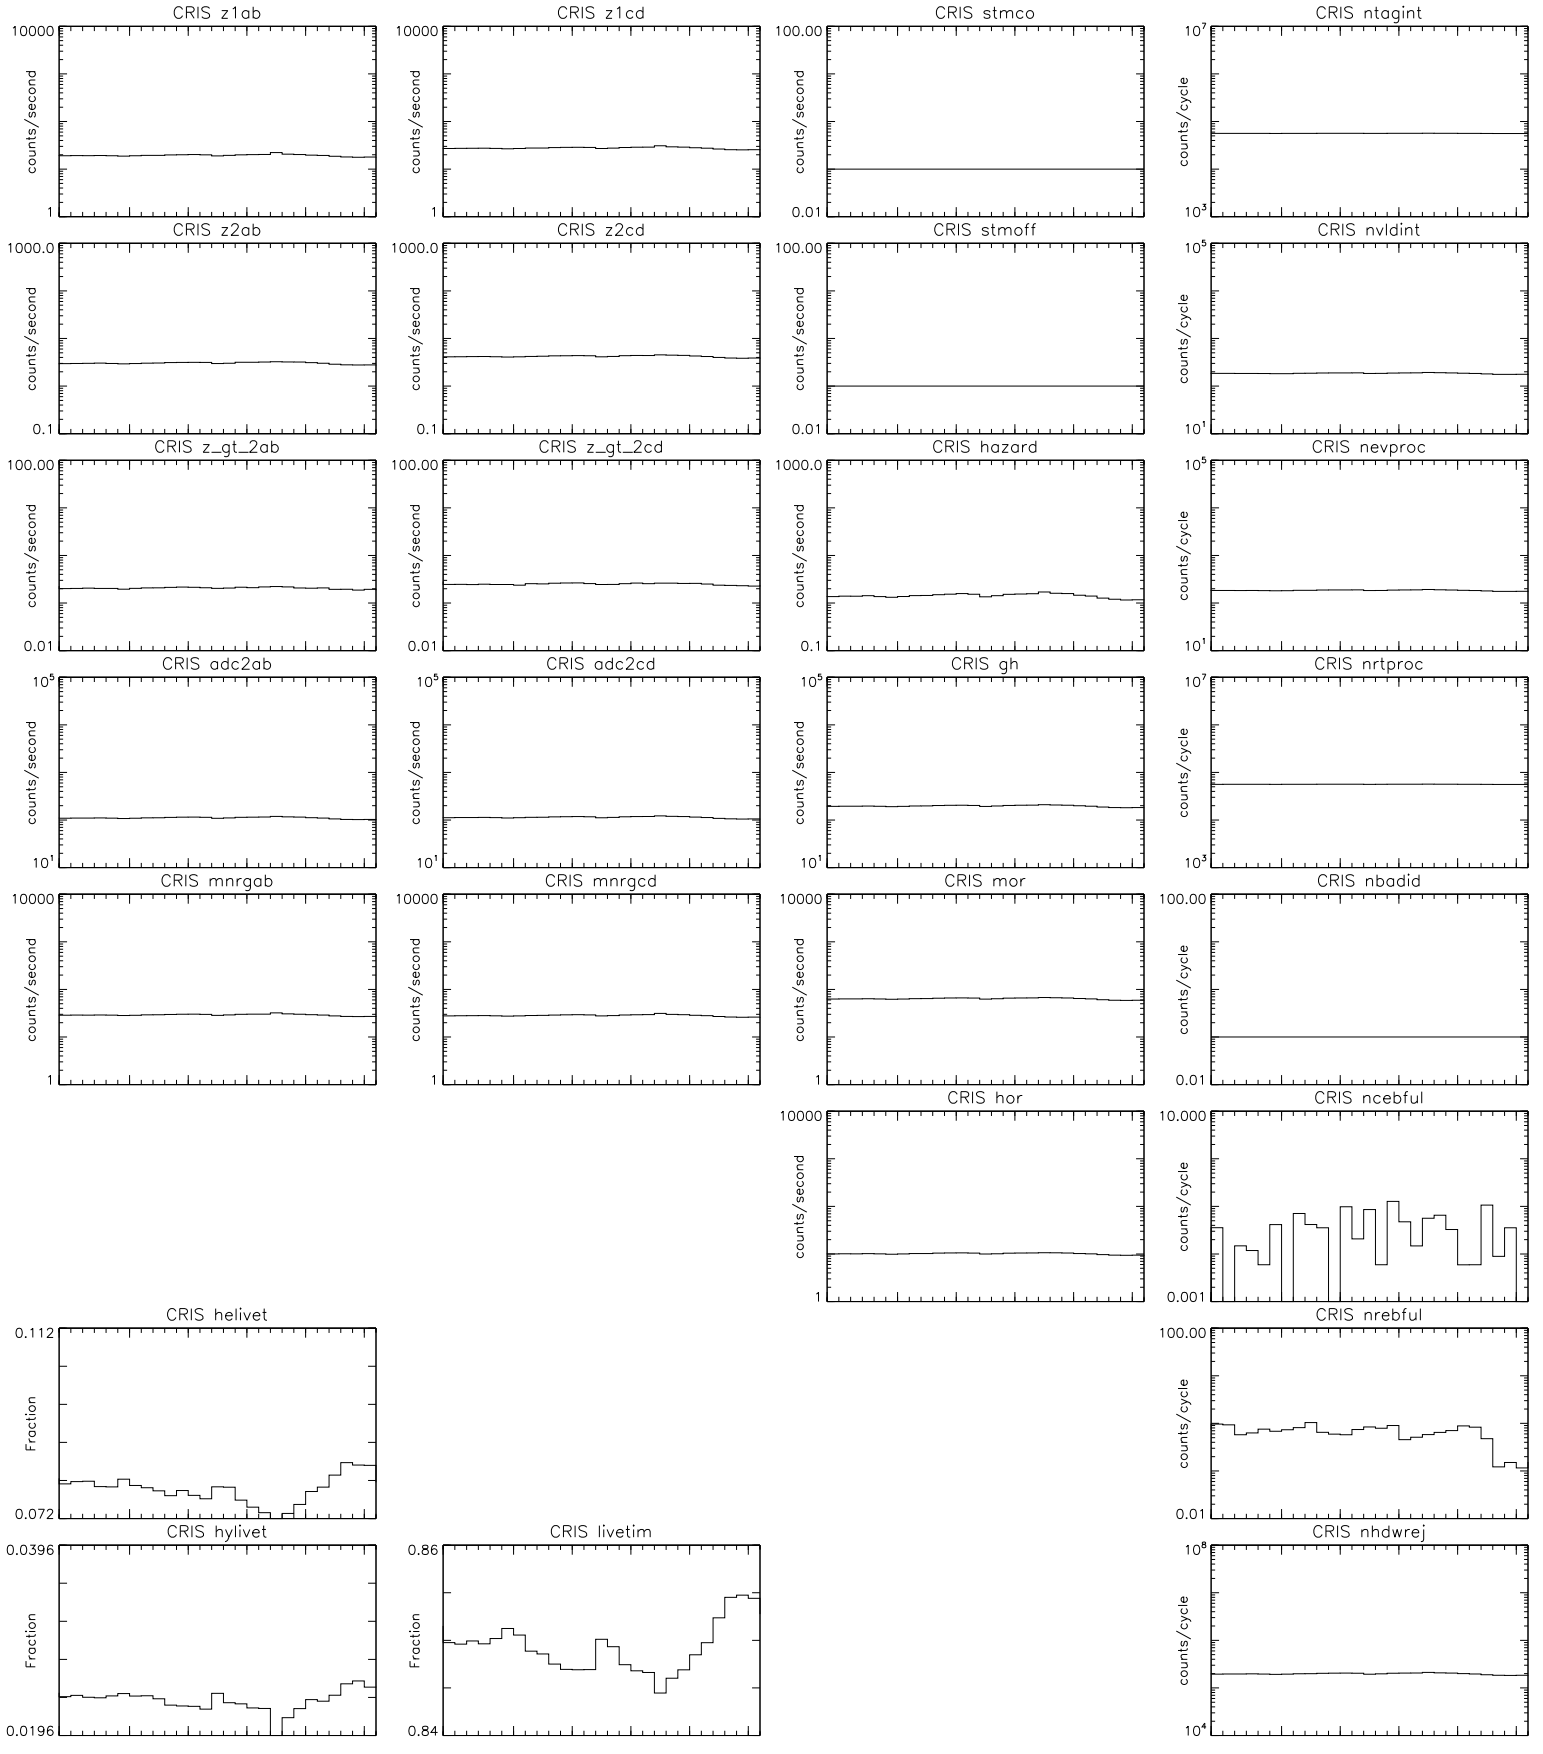 CRIS z1ab
10000
counts/second
1
CRIS z1cd
10000
counts/second
1
CRIS stmco
100.00
counts/second
0.01
CRIS ntagint
10⁷
counts/cycle
10³
CRIS z2ab
1000.0
counts/second
0.1
CRIS z2cd
1000.0
counts/second
0.1
CRIS stmoff
100.00
counts/second
0.01
CRIS nvldint
10⁵
counts/cycle
10¹
CRIS z_gt_2ab
100.00
counts/second
0.01
CRIS z_gt_2cd
100.00
counts/second
0.01
CRIS hazard
1000.0
counts/second
0.1
CRIS nevproc
10⁵
counts/cycle
10¹
CRIS adc2ab
10⁵
counts/second
10¹
CRIS adc2cd
10⁵
counts/second
10¹
CRIS gh
10⁵
counts/second
10¹
CRIS nrtproc
10⁷
counts/cycle
10³
CRIS mnrgab
10000
counts/second
1
CRIS mnrgcd
10000
counts/second
1
CRIS mor
10000
counts/second
1
CRIS nbadid
100.00
counts/cycle
0.01
CRIS hor
10000
counts/second
1
CRIS ncebful
10.000
counts/cycle
0.001
CRIS helivet
0.112
Fraction
0.072
CRIS nrebful
100.00
counts/cycle
0.01
CRIS hylivet
0.0396
Fraction
0.0196
CRIS livetim
0.86
Fraction
0.84
CRIS nhdwrej
10⁸
counts/cycle
10⁴